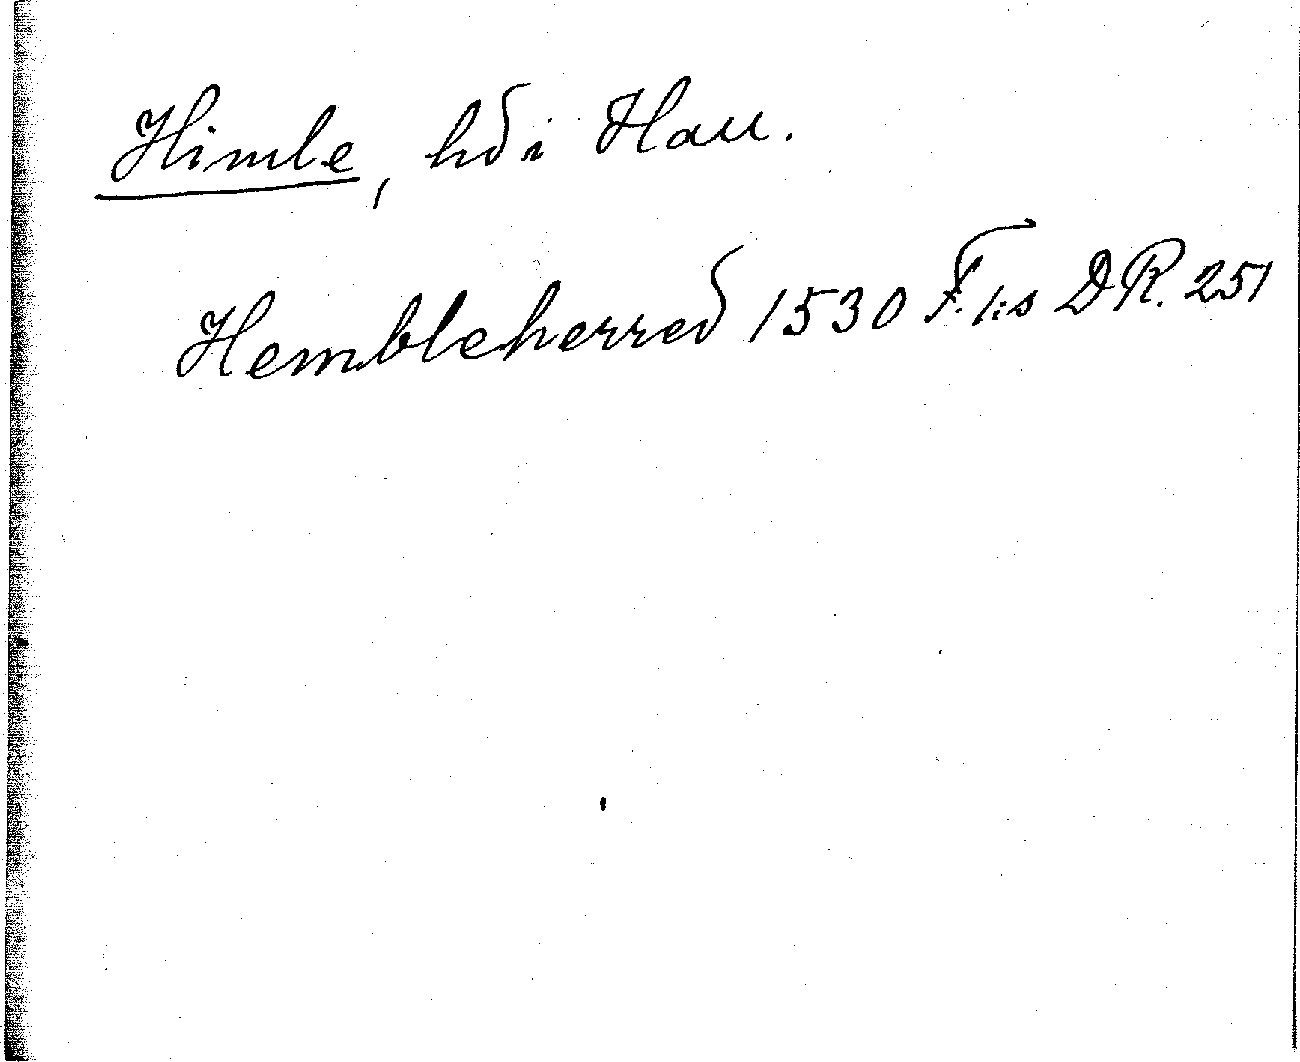 Himle, hd i Hall.
Hembleherred 1530 F. 1:s DR. 251